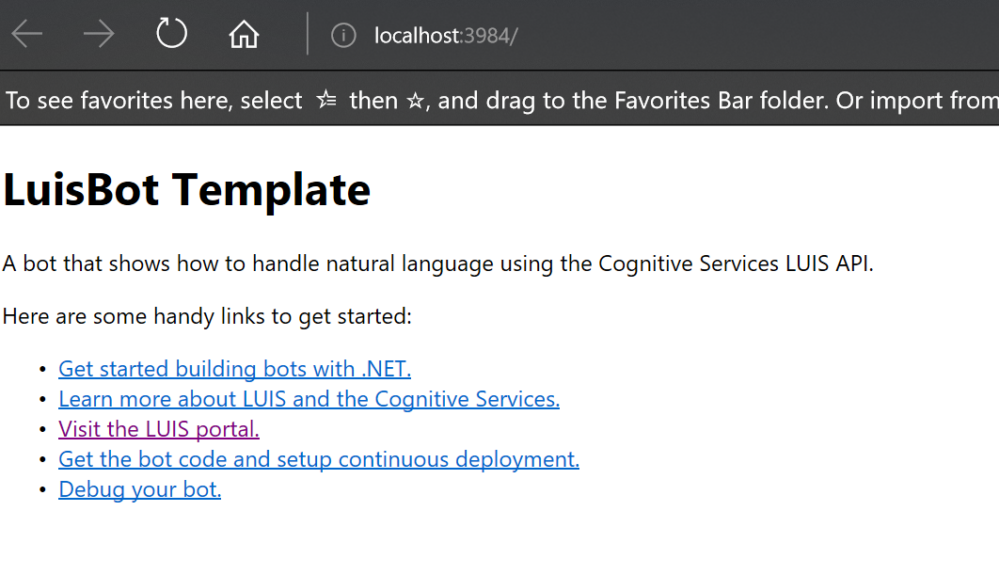 localhost:3984/
To see favorites here, select then ☆, and drag to the Favorites Bar folder. Or import from
LuisBot Template
A bot that shows how to handle natural language using the Cognitive Services LUIS API.
Here are some handy links to get started:
• Get started building bots with .NET.
• Learn more about LUIS and the Cognitive Services.
• Visit the LUIS portal.
• Get the bot code and setup continuous deployment.
• Debug your bot.